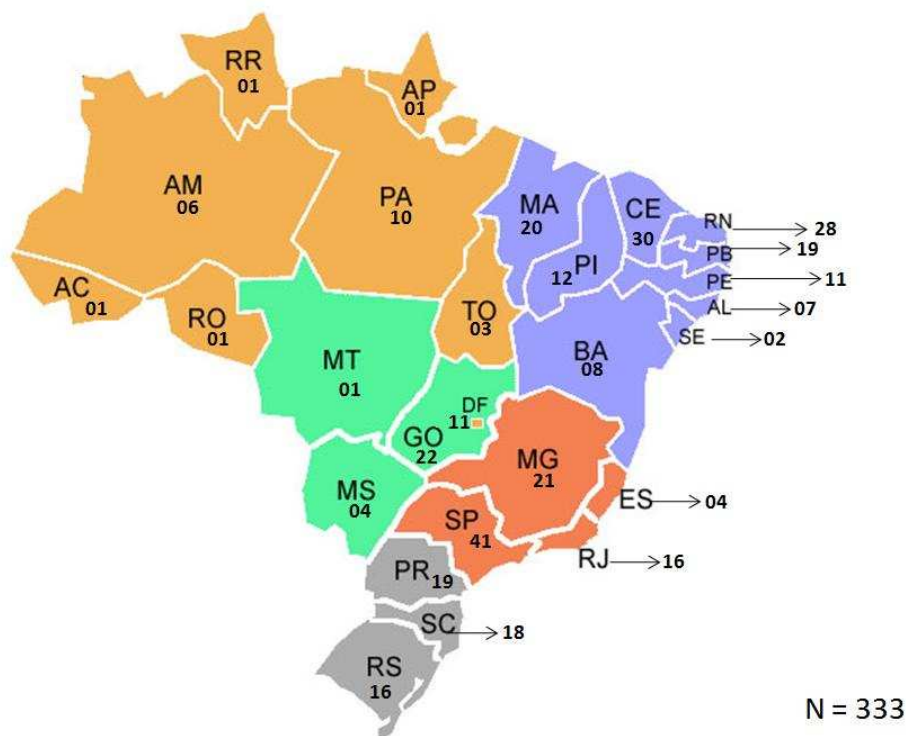 RR
01
AP
01
AM
06
PA
10
MA
20
CE
30
RN → 28
PB → 19
12 PI
PE → 11
AC
01
RO
01
TO
03
AL → 07
SE → 02
MT
01
BA
08
DF
11
GO
22
MG
21
MS
04
ES → 04
SP
41
RJ → 16
PR 19
SC → 18
RS
16
N = 333